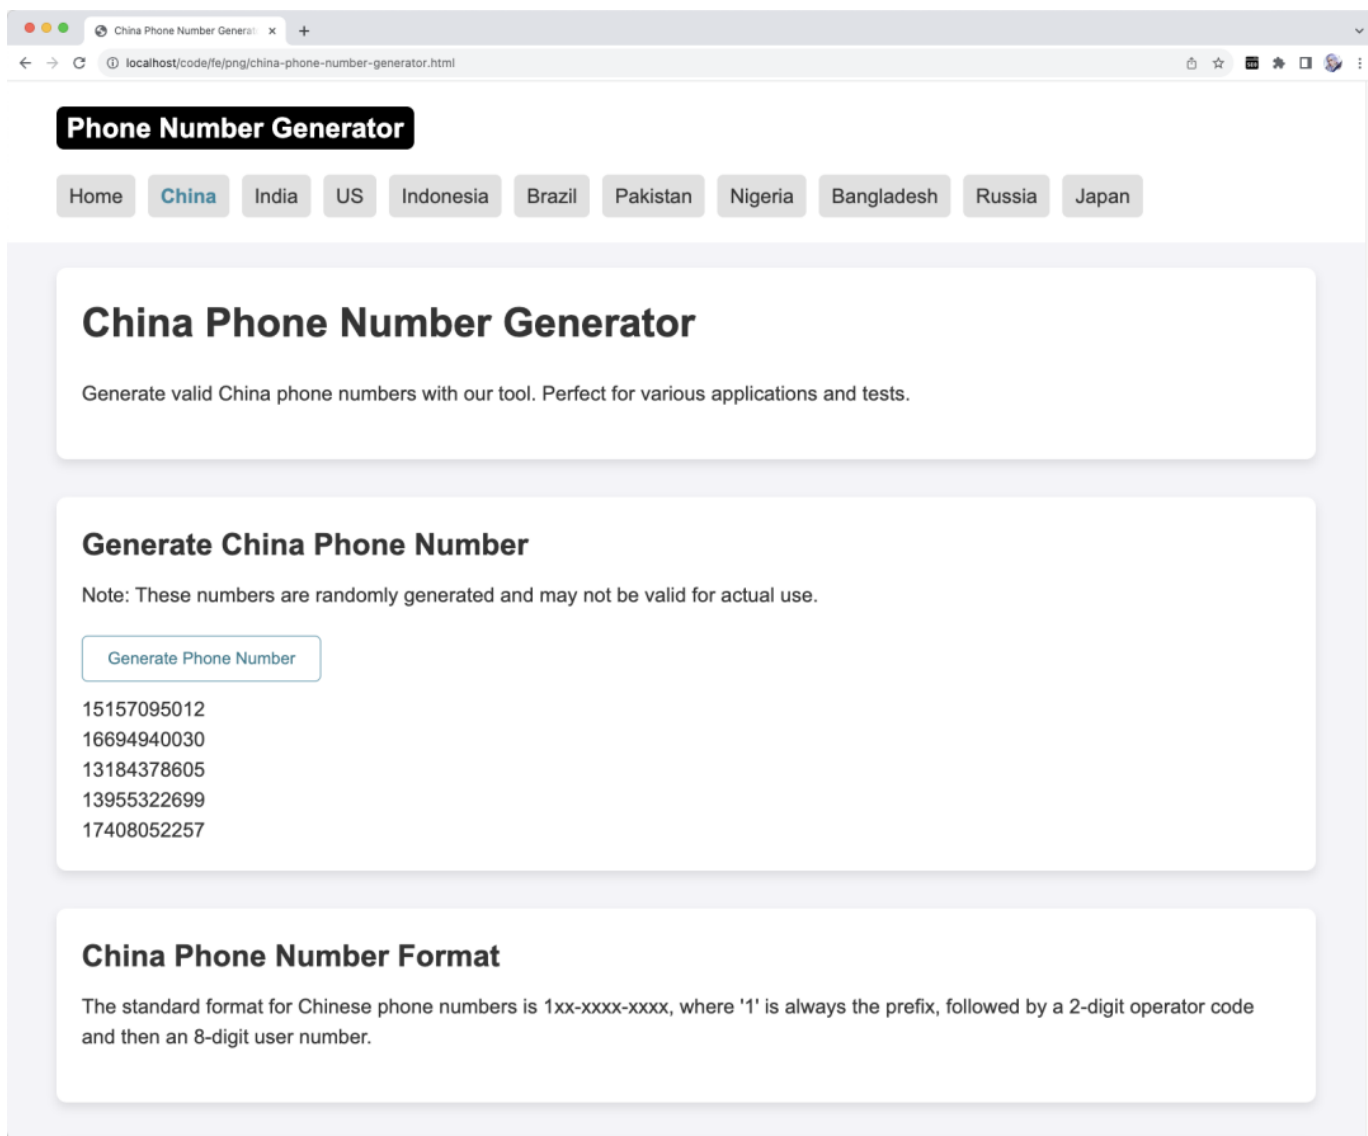 China Phone Number Generat
localhost/code/fe/png/china-phone-number-generator.html
Phone Number Generator
Home China India US Indonesia Brazil Pakistan Nigeria Bangladesh Russia Japan
China Phone Number Generator
Generate valid China phone numbers with our tool. Perfect for various applications and tests.
Generate China Phone Number
Note: These numbers are randomly generated and may not be valid for actual use.
Generate Phone Number
15157095012
16694940030
13184378605
13955322699
17408052257
China Phone Number Format
The standard format for Chinese phone numbers is 1xx-xxxx-xxxx, where '1' is always the prefix, followed by a 2-digit operator code
and then an 8-digit user number.